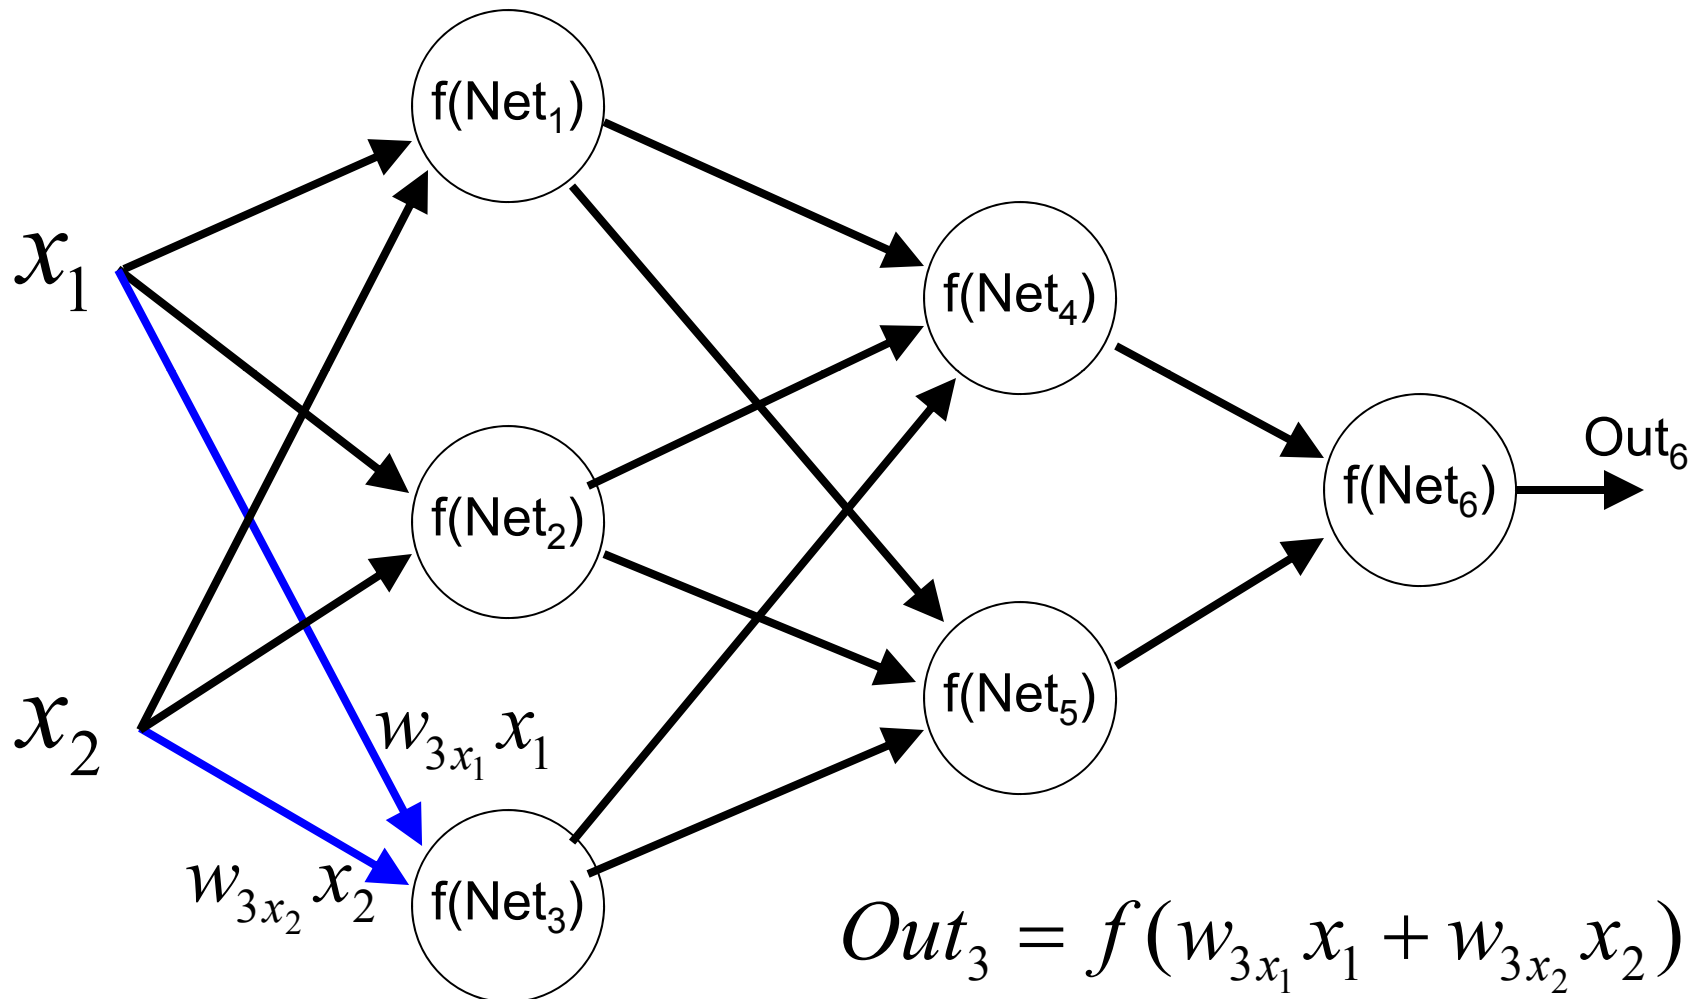 f(Net₁)
x₁
f(Net₄)
Out₆
f(Net₂)
f(Net₆)
x₂
w₃ₓ₁ x₁
f(Net₅)
w₃ₓ₂ x₂
f(Net₃)
Out₃ = f(w₃ₓ₁ x₁ + w₃ₓ₂ x₂)